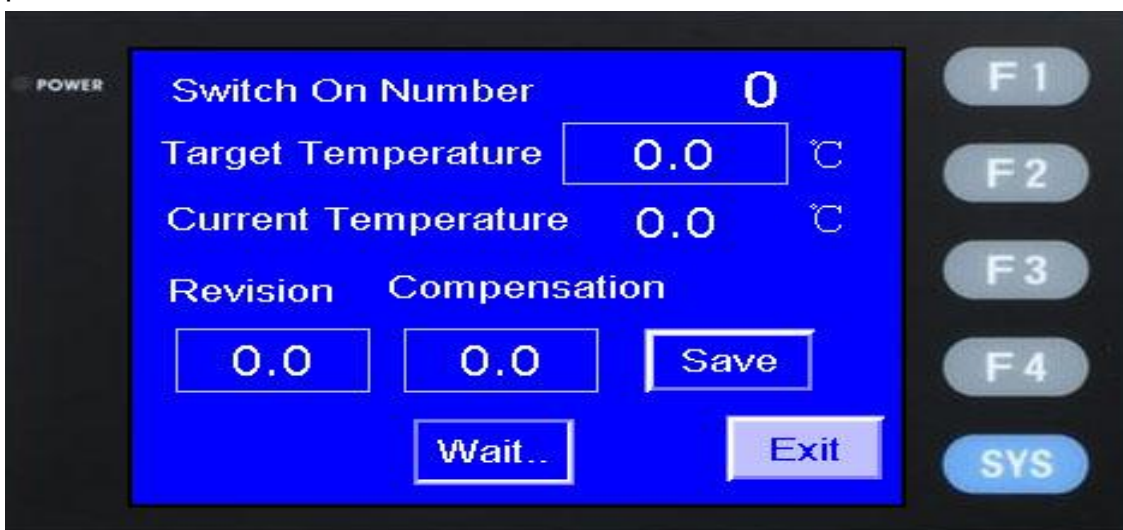 POWER
Switch On Number 0
Target Temperature 0.0 ℃
Current Temperature 0.0 ℃
Revision Compensation
0.0 0.0 Save
Wait.. Exit
F1
F2
F3
F4
SYS